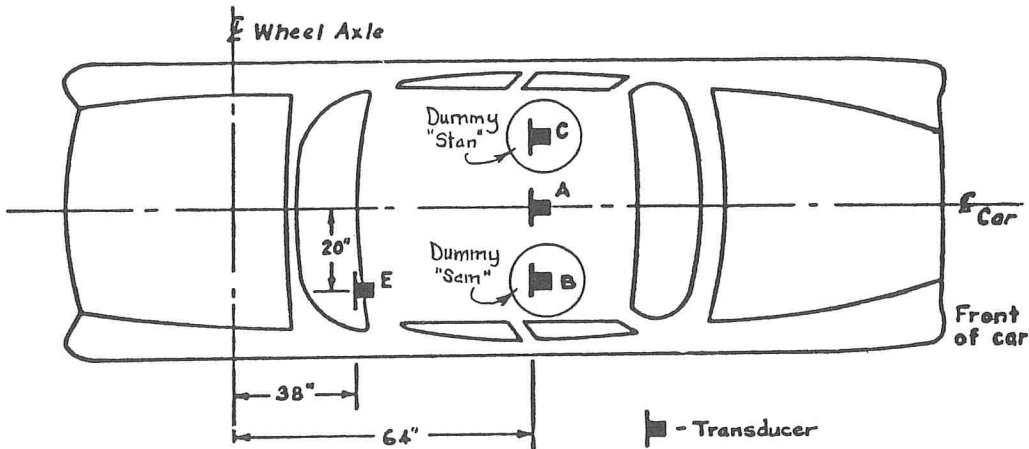 ℄ Wheel Axle
Dummy
"Stan"
C
A
℄ Car
20"
E
Dummy
"Sam"
B
Front
of car
38"
64"
- Transducer